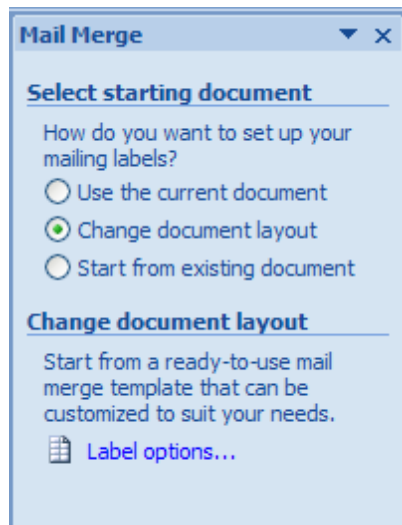 Mail Merge
Select starting document
How do you want to set up your
mailing labels?
Use the current document
Change document layout
Start from existing document
Change document layout
Start from a ready-to-use mail
merge template that can be
customized to suit your needs.
Label options...